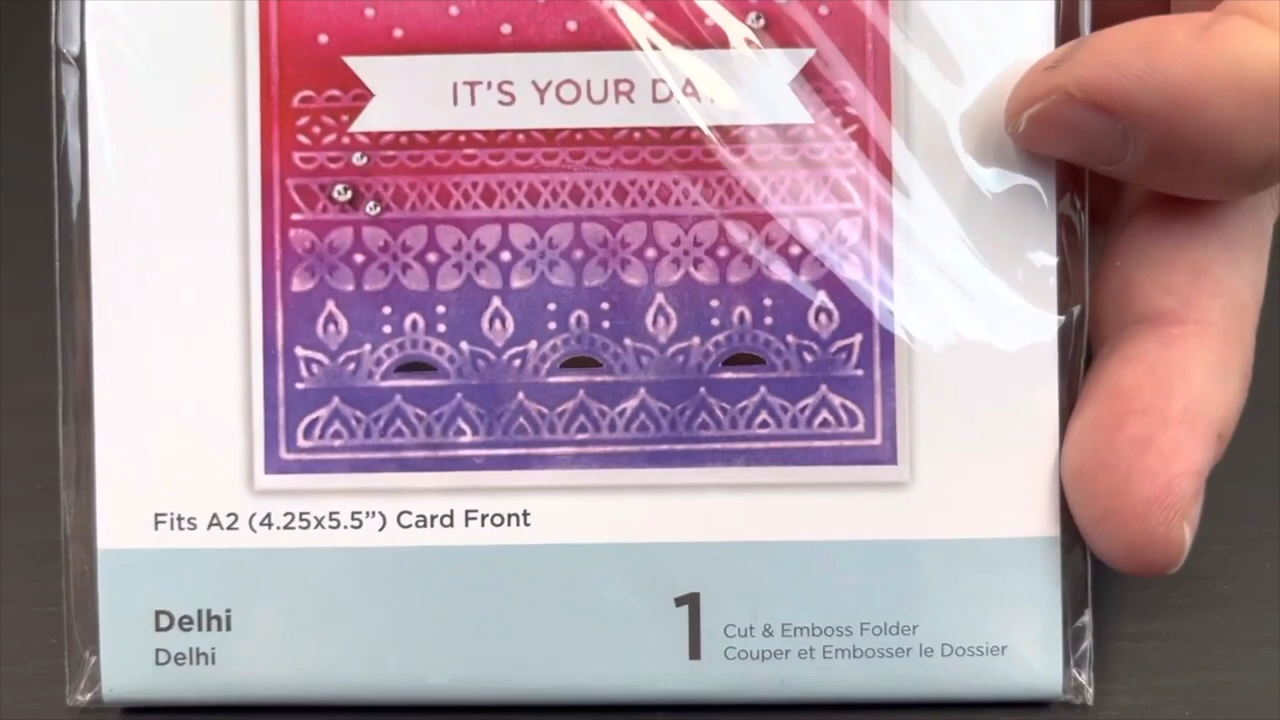 IT'S YOUR
Fits A2 (4.25x5.5”) Card Front
Delhi
Delhi
1
Cut & Emboss Folder
Couper et Embosser le Dossier